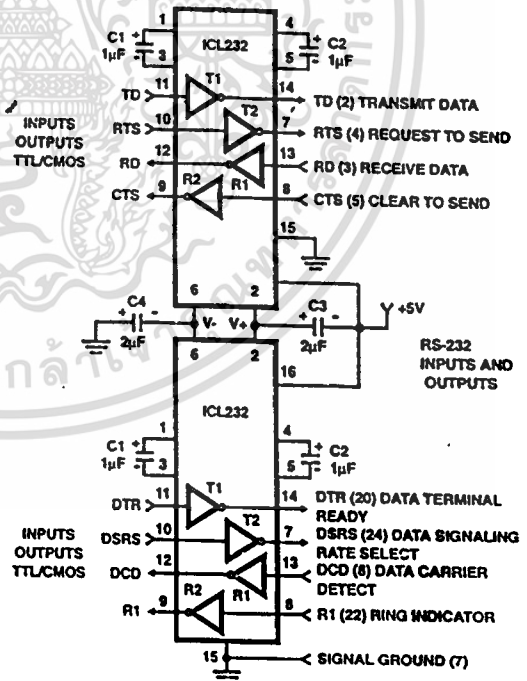 1
4
C1
+
1µF
-
3
ICL232
+
C2
5
-
1µF
T1
TD
11
14
TD (2) TRANSMIT DATA
T2
RTS
10
7
RTS (4) REQUEST TO SEND
INPUTS
OUTPUTS
TTL/CMOS
RD
12
13
RD (3) RECEIVE DATA
R2
R1
CTS
9
8
CTS (5) CLEAR TO SEND
15
6
2
C4
+
-
2µF
V-
V+
+
-
C3
2µF
+5V
6
2
16
RS-232
INPUTS AND
OUTPUTS
กล้าเจ้า
ICL232
1
4
C1
+
1µF
-
3
+
C2
5
-
1µF
T1
DTR
11
14
DTR (20) DATA TERMINAL
READY
T2
DSRS
10
7
DSRS (24) DATA SIGNALING
RATE SELECT
INPUTS
OUTPUTS
TTL/CMOS
DCD
12
13
DCD (8) DATA CARRIER
DETECT
R2
R1
R1
9
8
R1 (22) RING INDICATOR
15
SIGNAL GROUND (7)